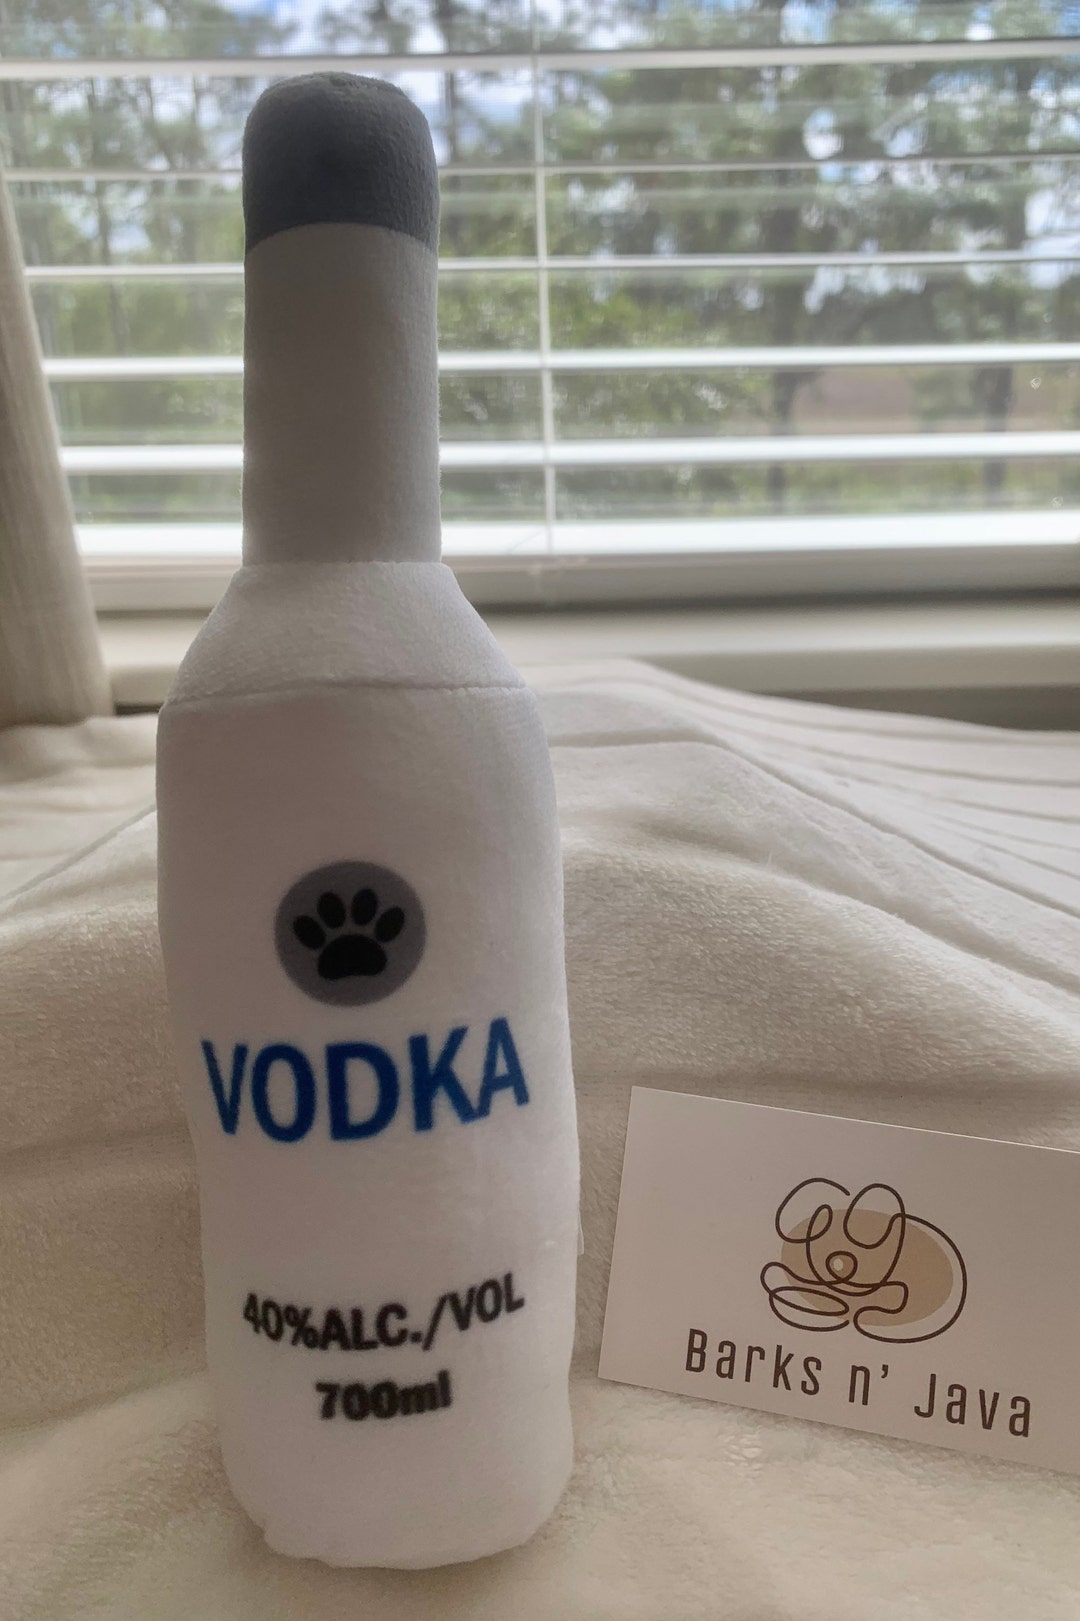 VODKA
40%ALC./VOL
700ml
Barks n' Java